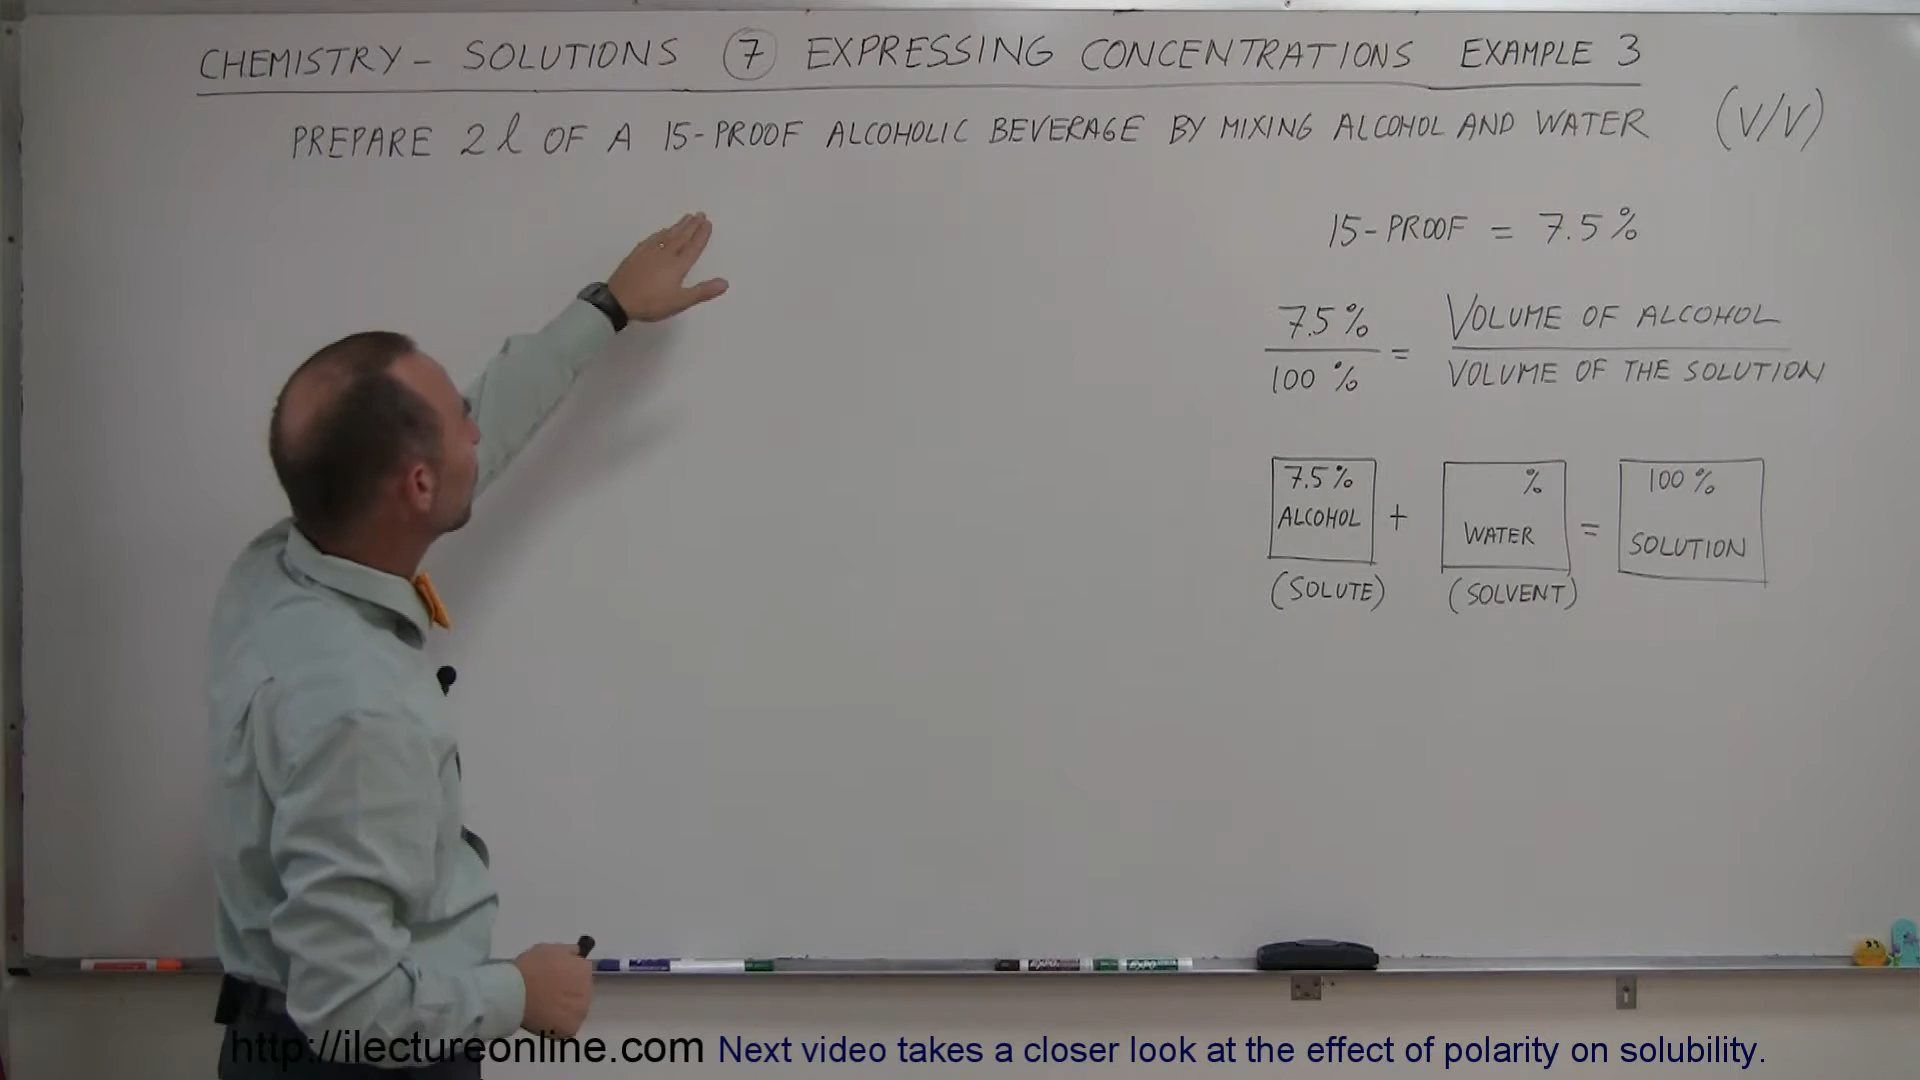 CHEMISTRY - SOLUTIONS 7 EXPRESSING CONCENTRATIONS EXAMPLE 3
PREPARE 2 l OF A 15-PROOF ALCOHOLIC BEVERAGE BY MIXING ALCOHOL AND WATER (V/V)
15-PROOF = 7.5%
7.5% / 100% = VOLUME OF ALCOHOL / VOLUME OF THE SOLUTION
7.5% % 100%
ALCOHOL + WATER = SOLUTION
(SOLUTE) (SOLVENT)
EXPO EXPO
http://ilectureonline.com Next video takes a closer look at the effect of polarity on solubility.